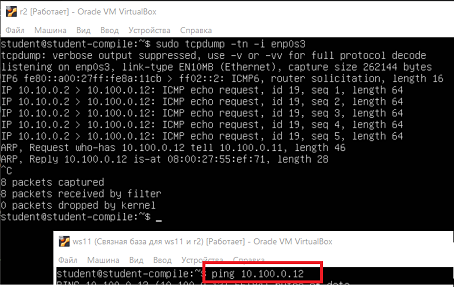 r2 [Работает] - Oracle VM VirtualBox
Файл Машина Вид Ввод Устройства Справка
student@student-compile:~$ sudo tcpdump -tn -i enp0s3
tcpdump: verbose output suppressed, use -v or -vv for full protocol decode
listening on enp0s3, link-type EN10MB (Ethernet), capture size 262144 bytes
IP6 fe80::a00:27ff:fe8a:11cb > ff02::2: ICMP6, router solicitation, length 16
IP 10.10.0.2 > 10.100.0.12: ICMP echo request, id 19, seq 1, length 64
IP 10.10.0.2 > 10.100.0.12: ICMP echo request, id 19, seq 2, length 64
IP 10.10.0.2 > 10.100.0.12: ICMP echo request, id 19, seq 3, length 64
IP 10.10.0.2 > 10.100.0.12: ICMP echo request, id 19, seq 4, length 64
IP 10.10.0.2 > 10.100.0.12: ICMP echo request, id 19, seq 5, length 64
ARP, Request who-has 10.100.0.12 tell 10.100.0.11, length 46
ARP, Reply 10.100.0.12 is-at 08:00:27:55:ef:71, length 28
^C
8 packets captured
8 packets received by filter
0 packets dropped by kernel
student@student-compile:~$ _
ws11 (Связная база для ws11 и r2) [Работает] - Oracle VM VirtualBox
Файл Машина Вид Ввод Устройства Справка
student@student-compile:~$ ping 10.100.0.12